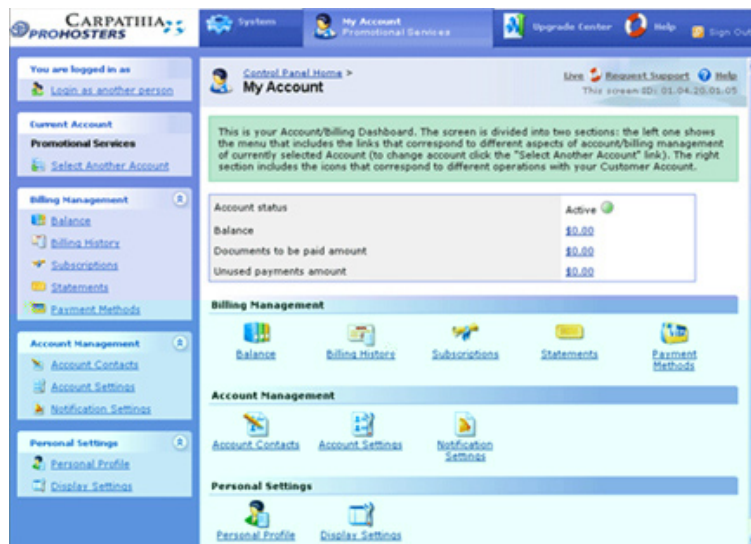 CARPATHIA
PROHOSTERS
System
My Account
Promotional Services
Upgrade Center
Help
Sign Out
You are logged in as
Login as another person
Current Account
Promotional Services
Select Another Account
Billing Management
Balance
Billing History
Subscriptions
Statements
Payment Methods
Account Management
Account Contacts
Account Settings
Notification Settings
Personal Settings
Personal Profile
Display Settings
Control Panel Home >
My Account
Live Request Support Help
This screen ID: 01.04.20.01.05
This is your Account/Billing Dashboard. The screen is divided into two sections: the left one shows
the menu that includes the links that correspond to different aspects of account/billing management
of currently selected Account (to change account click the "Select Another Account" link). The right
section includes the icons that correspond to different operations with your Customer Account.
Account status Active
Balance $0.00
Documents to be paid amount $0.00
Unused payments amount $0.00
Billing Management
Balance Billing History Subscriptions Statements Payment
Methods
Account Management
Account Contacts Account Settings Notification
Settings
Personal Settings
Personal Profile Display Settings